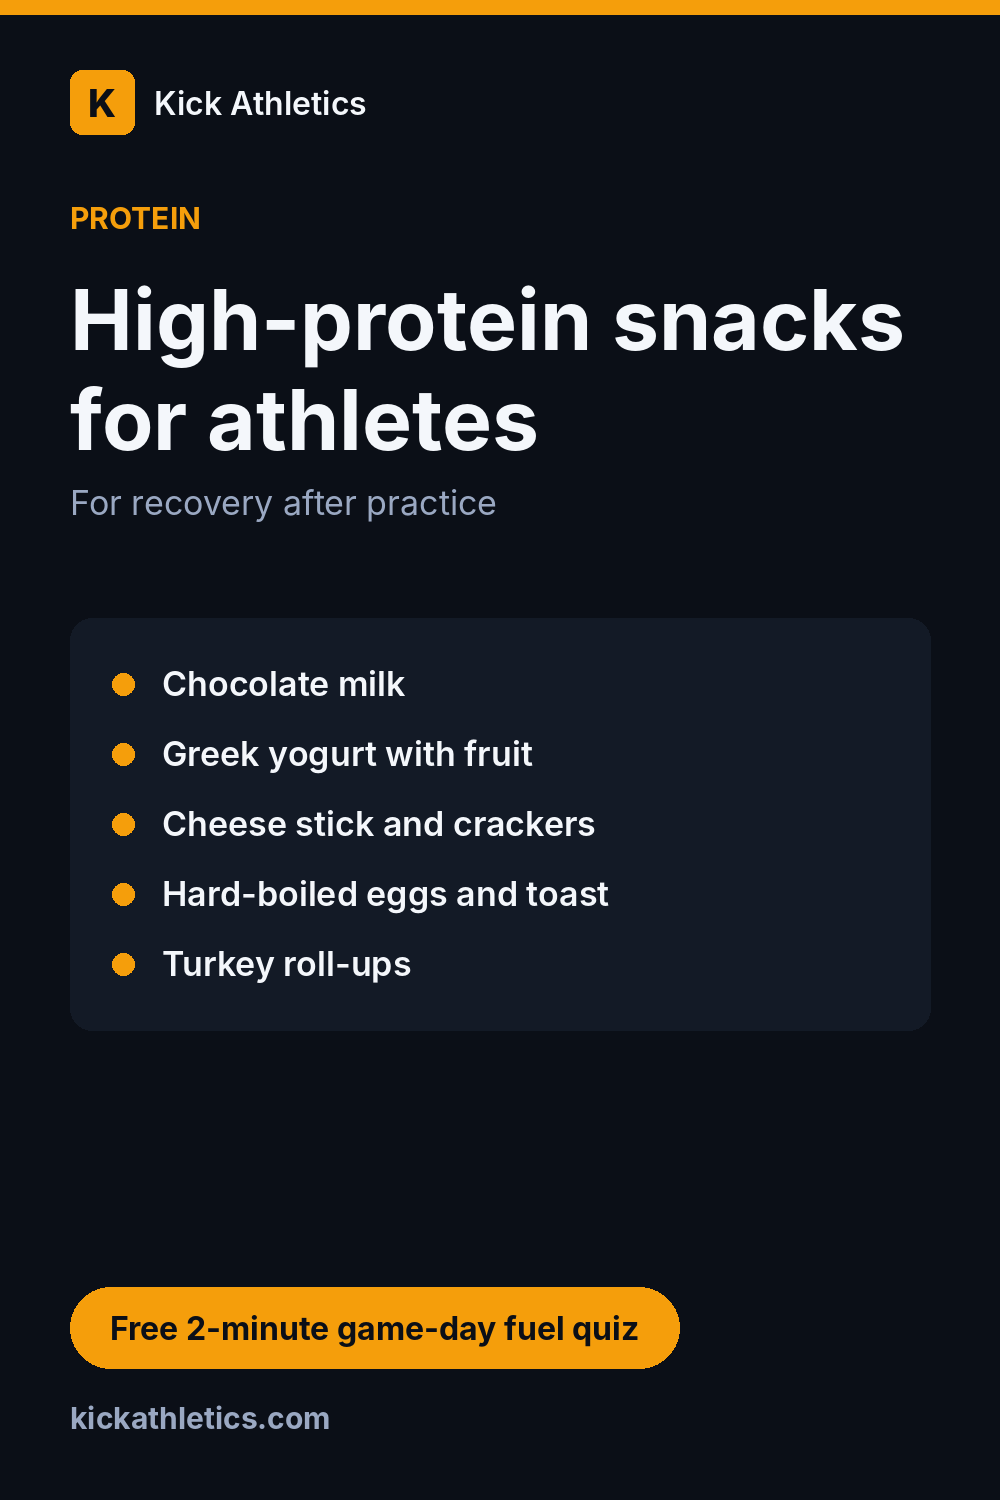 K
Kick Athletics
PROTEIN
High-protein snacks
for athletes
For recovery after practice
Chocolate milk
Greek yogurt with fruit
Cheese stick and crackers
Hard-boiled eggs and toast
Turkey roll-ups
Free 2-minute game-day fuel quiz
kickathletics.com